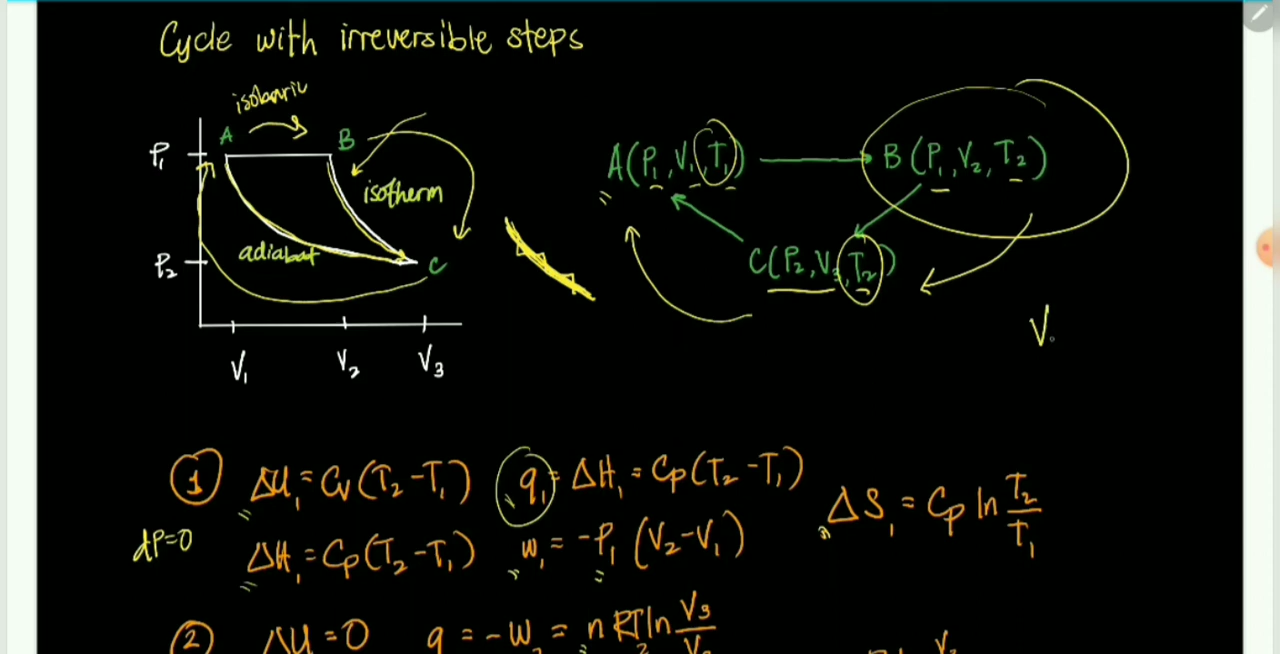 Cycle with irreversible steps
isobaric
A B
P₁
isotherm
adiabat
P₂
C
V₁ V₂ V₃
A(P₁,V₁,T₁) → B(P₁,V₂,T₂)
C(P₂,V₃,T₂)
V
① ΔU₁ = Cv(T₂-T₁) q₁ = ΔH₁ = Cp(T₂-T₁)
ΔS₁ = Cp ln T₂/T₁
dP=0
ΔH₁ = Cp(T₂-T₁) w₁ = -P₁(V₂-V₁)
② ΔU = 0 q = -w₂ = nRT₂ ln V₃/V₂